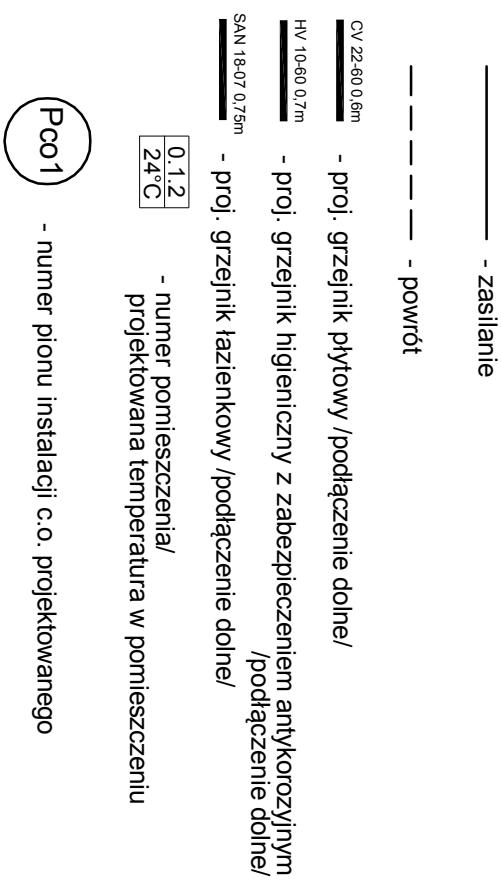 - zasilanie
- powrót
CV 22-60 0,6m
- proj. grzejnik płytowy /podłączenie dolne/
HV 10-60 0,7m
- proj. grzejnik higieniczny z zabezpieczeniem antykorozyjnym
/podłączenie dolne/
SAN 18-07 0,75m
- proj. grzejnik łazienkowy /podłączenie dolne/
0.1.2
24°C
- numer pomieszczenia/
projektowana temperatura w pomieszczeniu
Pco1
- numer pionu instalacji c.o. projektowanego